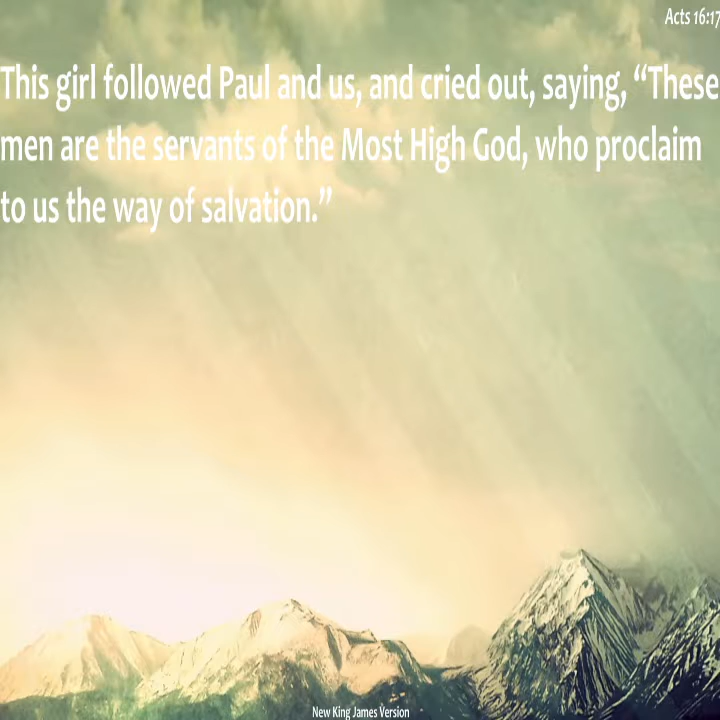 Acts 16:17
This girl followed Paul and us, and cried out, saying, “These
men are the servants of the Most High God, who proclaim
to us the way of salvation.”
New King James Version